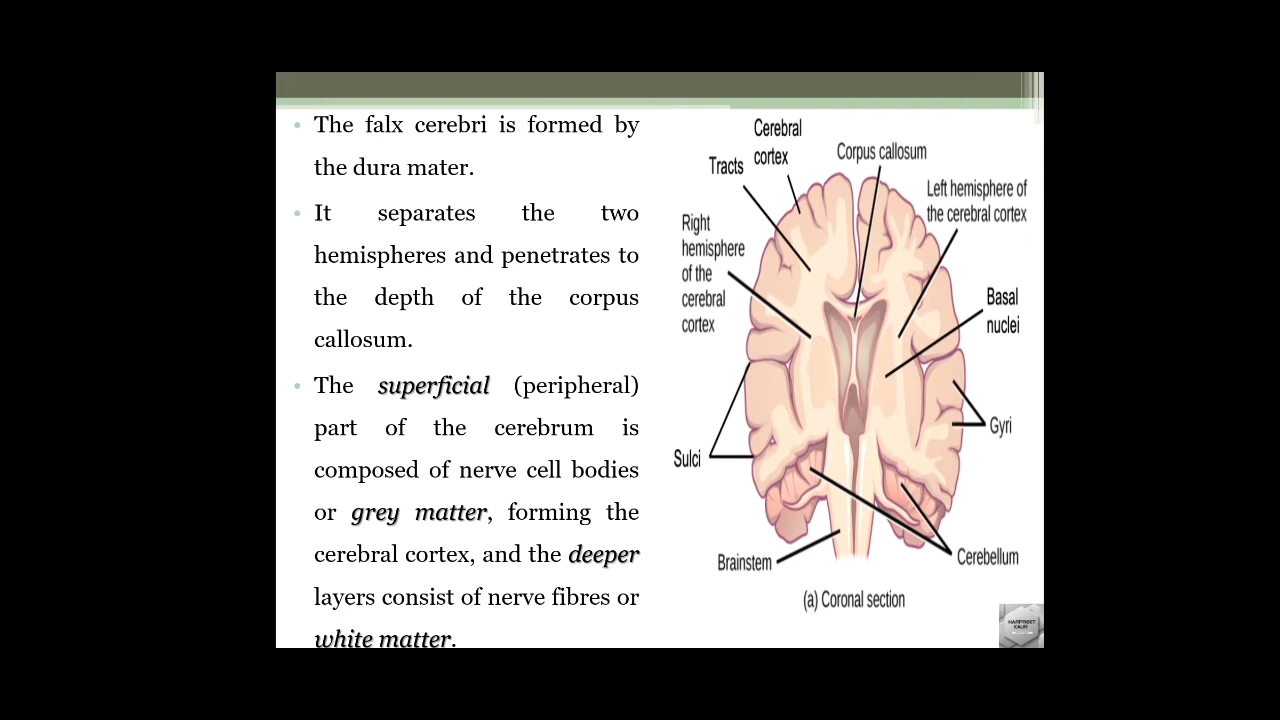 The falx cerebri is formed by
the dura mater.
It separates the two
hemispheres and penetrates to
the depth of the corpus
callosum.
The superficial (peripheral)
part of the cerebrum is
composed of nerve cell bodies
or grey matter, forming the
cerebral cortex, and the deeper
layers consist of nerve fibres or
white matter.
Cerebral
cortex
Tracts
Corpus callosum
Left hemisphere of
the cerebral cortex
Right
hemisphere
of the
cerebral
cortex
Basal
nuclei
Gyri
Sulci
Brainstem
Cerebellum
(a) Coronal section
HARPREET
KAUR